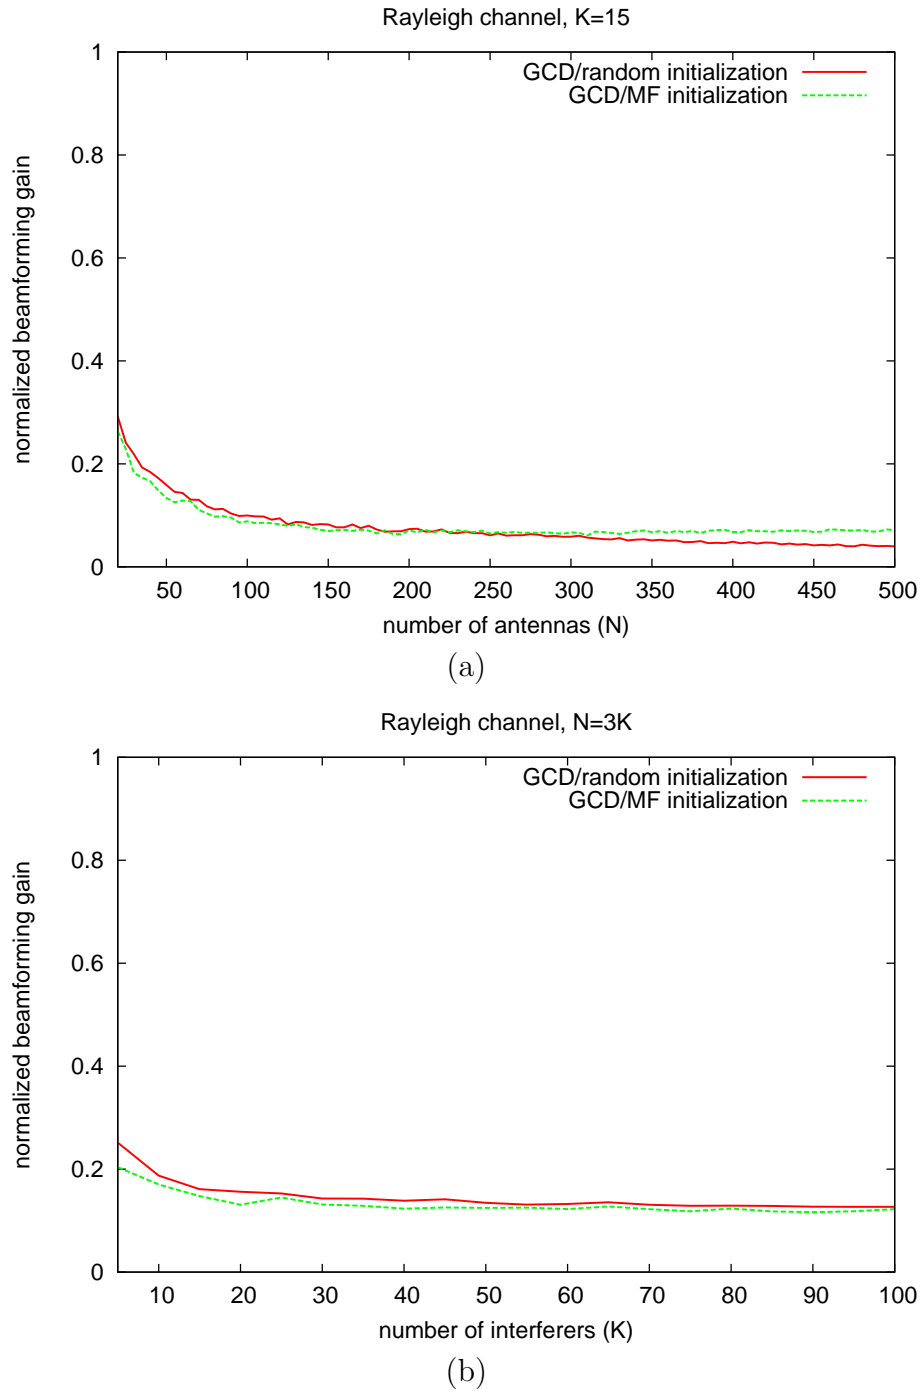 Rayleigh channel, K=15
GCD/random initialization
GCD/MF initialization
normalized beamforming gain
1
0.8
0.6
0.4
0.2
0
50 100 150 200 250 300 350 400 450 500
number of antennas (N)
(a)
Rayleigh channel, N=3K
GCD/random initialization
GCD/MF initialization
normalized beamforming gain
1
0.8
0.6
0.4
0.2
0
10 20 30 40 50 60 70 80 90 100
number of interferers (K)
(b)